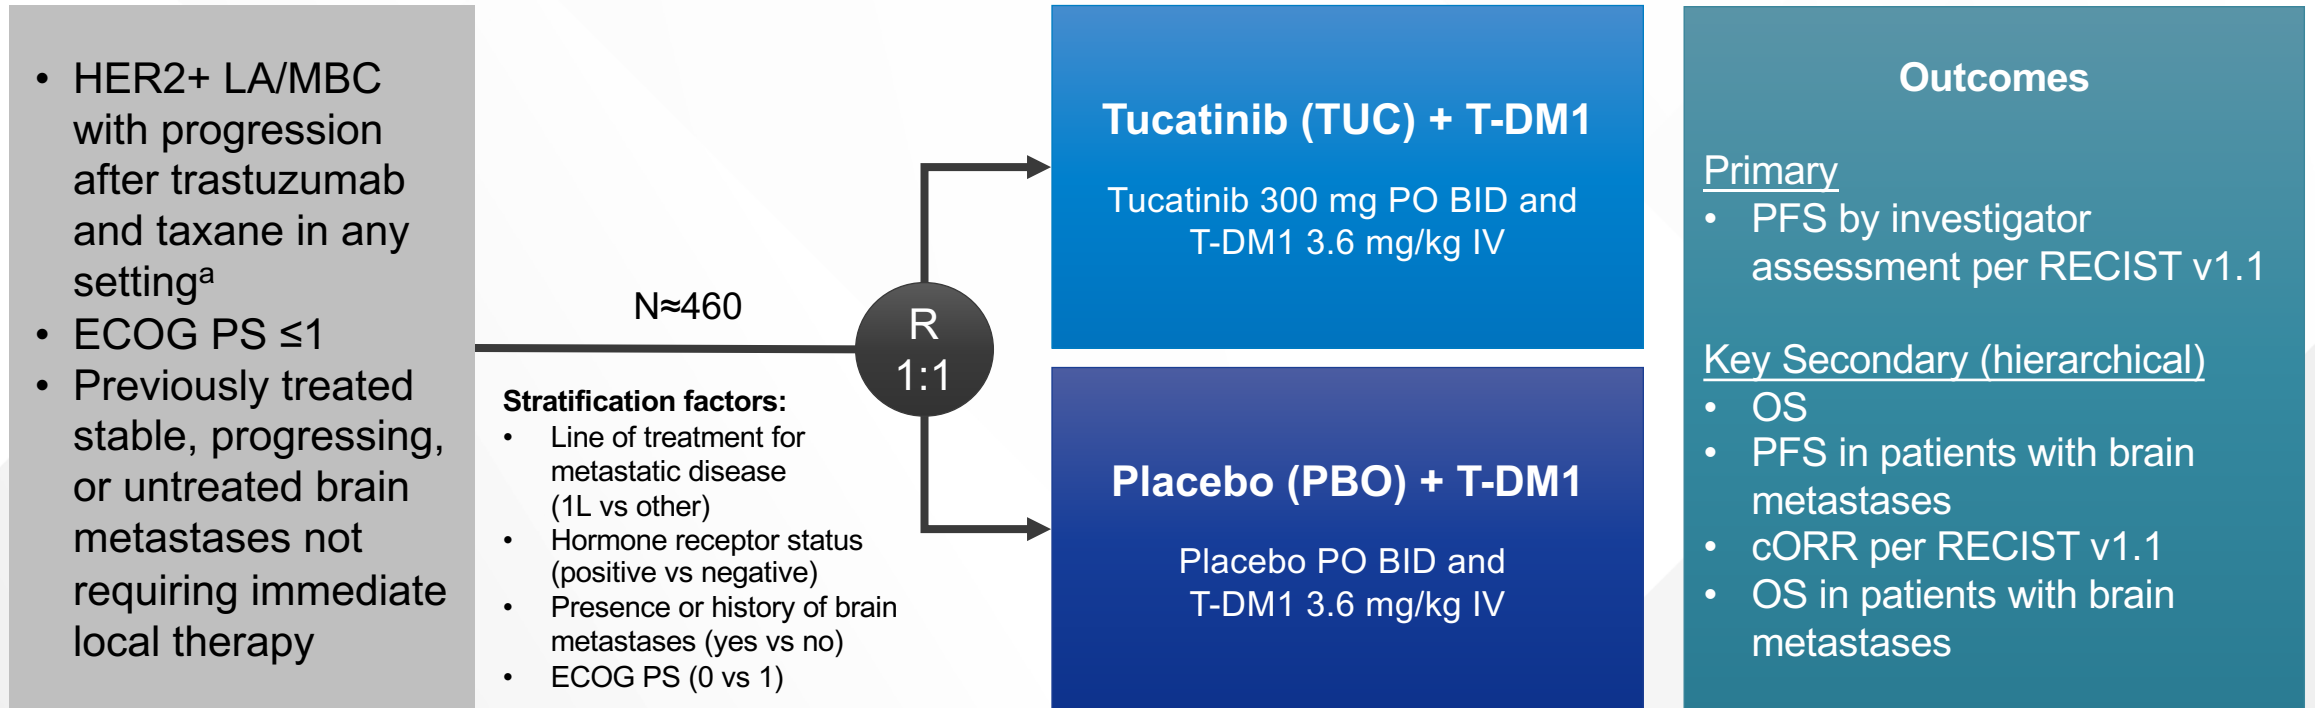 • HER2+ LA/MBC
with progression
after trastuzumab
and taxane in any
settingᵃ
• ECOG PS ≤1
• Previously treated
stable, progressing,
or untreated brain
metastases not
requiring immediate
local therapy
N≈460
Stratification factors:
• Line of treatment for
metastatic disease
(1L vs other)
• Hormone receptor status
(positive vs negative)
• Presence or history of brain
metastases (yes vs no)
• ECOG PS (0 vs 1)
R
1:1
Tucatinib (TUC) + T-DM1
Tucatinib 300 mg PO BID and
T-DM1 3.6 mg/kg IV
Placebo (PBO) + T-DM1
Placebo PO BID and
T-DM1 3.6 mg/kg IV
Outcomes
Primary
• PFS by investigator
assessment per RECIST v1.1
Key Secondary (hierarchical)
• OS
• PFS in patients with brain
metastases
• cORR per RECIST v1.1
• OS in patients with brain
metastases